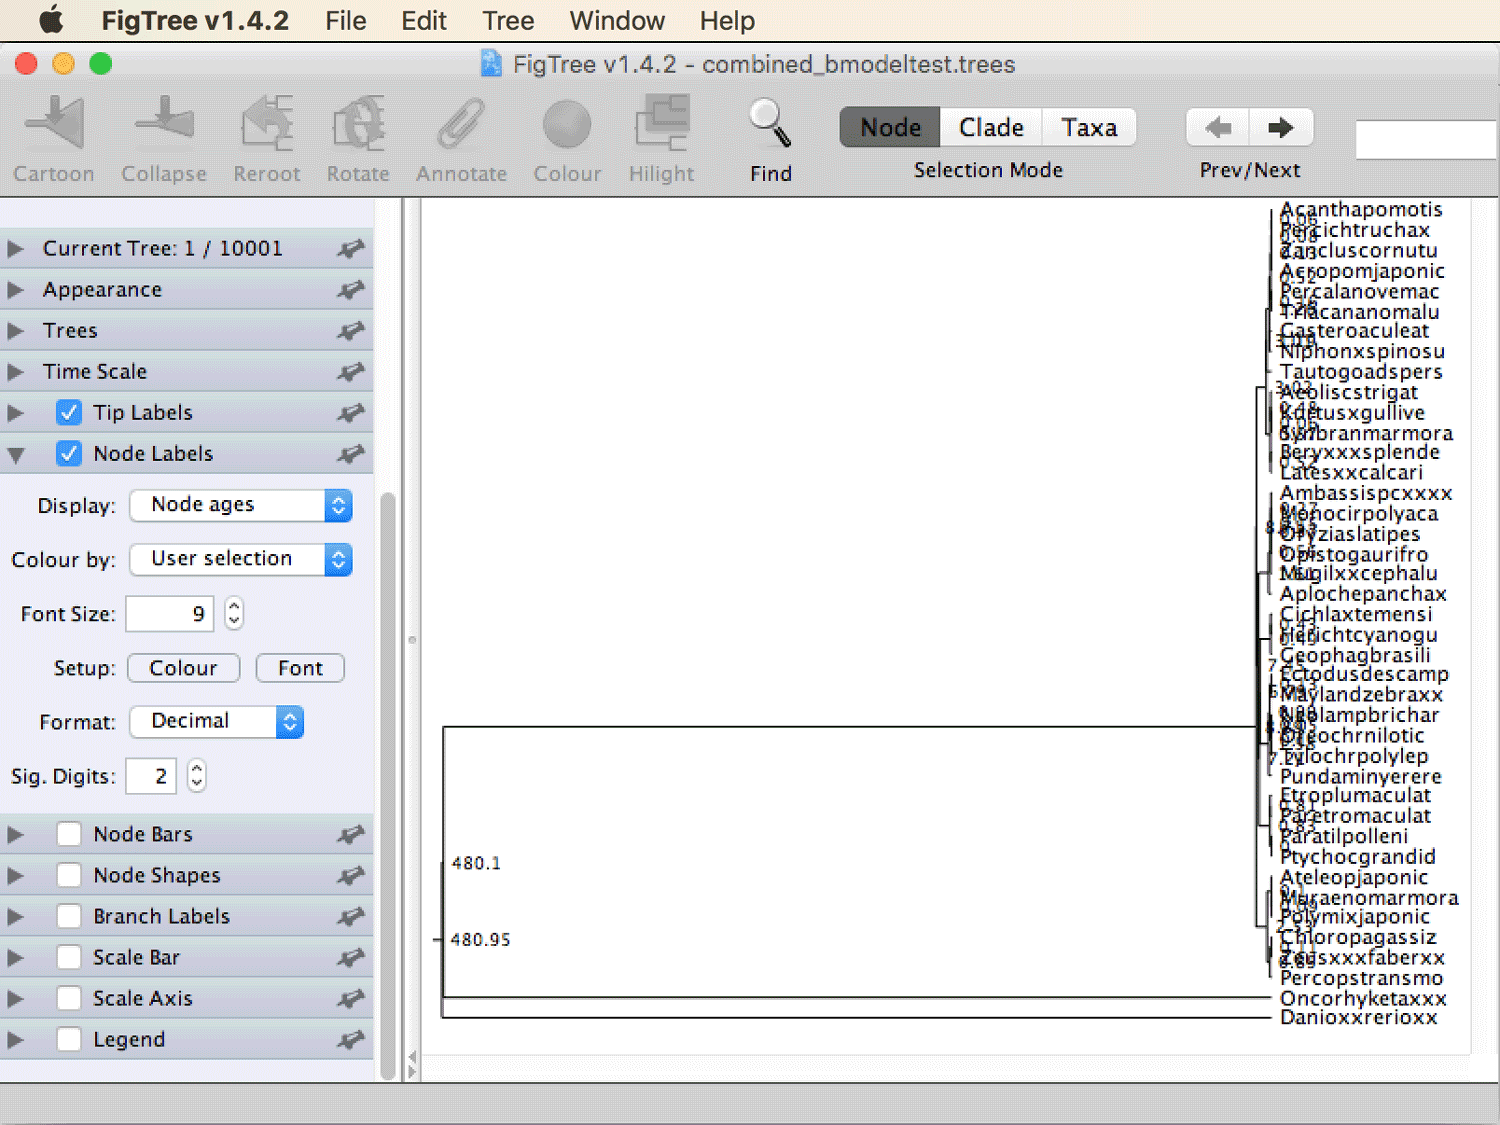 FigTree v1.4.2 File Edit Tree Window Help
FigTree v1.4.2 - combined_bmodeltest.trees
Cartoon Collapse Reroot Rotate Annotate Colour Hilight Find
Node Clade Taxa
Selection Mode
Prev/Next
Current Tree: 1 / 10001
Appearance
Trees
Time Scale
Tip Labels
Node Labels
Display: Node ages
Colour by: User selection
Font Size: 9
Setup: Colour Font
Format: Decimal
Sig. Digits: 2
Node Bars
Node Shapes
Branch Labels
Scale Bar
Scale Axis
Legend
480.1
480.95
Acanthapomotis
Percichtruchax
Zancluscornutu
Acropomjaponic
Percalanovemac
Triacananomalu
Gasteroaculeat
Niphonxspinosu
Tautogoadspers
Aeoliscstrigat
Kurtusxgullive
Synbranmarmora
Beryxxxsplende
Latesxxcalcari
Ambassispcxxxx
Monocirpolyaca
Oryziaslatipes
Opistogaurifro
Mugilxxcephalu
Aplochepanchax
Cichlaxtemensi
Herichtcyanogu
Geophagbrasili
Ectodusdescamp
Maylandzebraxx
Neolampbrichar
Oreochrnilotic
Tylochrpolylep
Pundaminyerere
Etroplumaculat
Paretromaculat
Paratilpolleni
Ptychocgrandid
Ateleopjaponic
Muraenomarmora
Polymixjaponic
Chloropagassiz
Zeusxxxfaberxx
Percopstransmo
Oncorhyketaxxx
Danioxxrerioxx